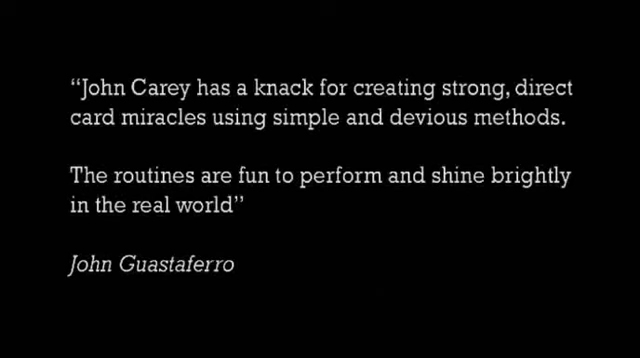 “John Carey has a knack for creating strong, direct
card miracles using simple and devious methods.
The routines are fun to perform and shine brightly
in the real world”
John Guastaferro